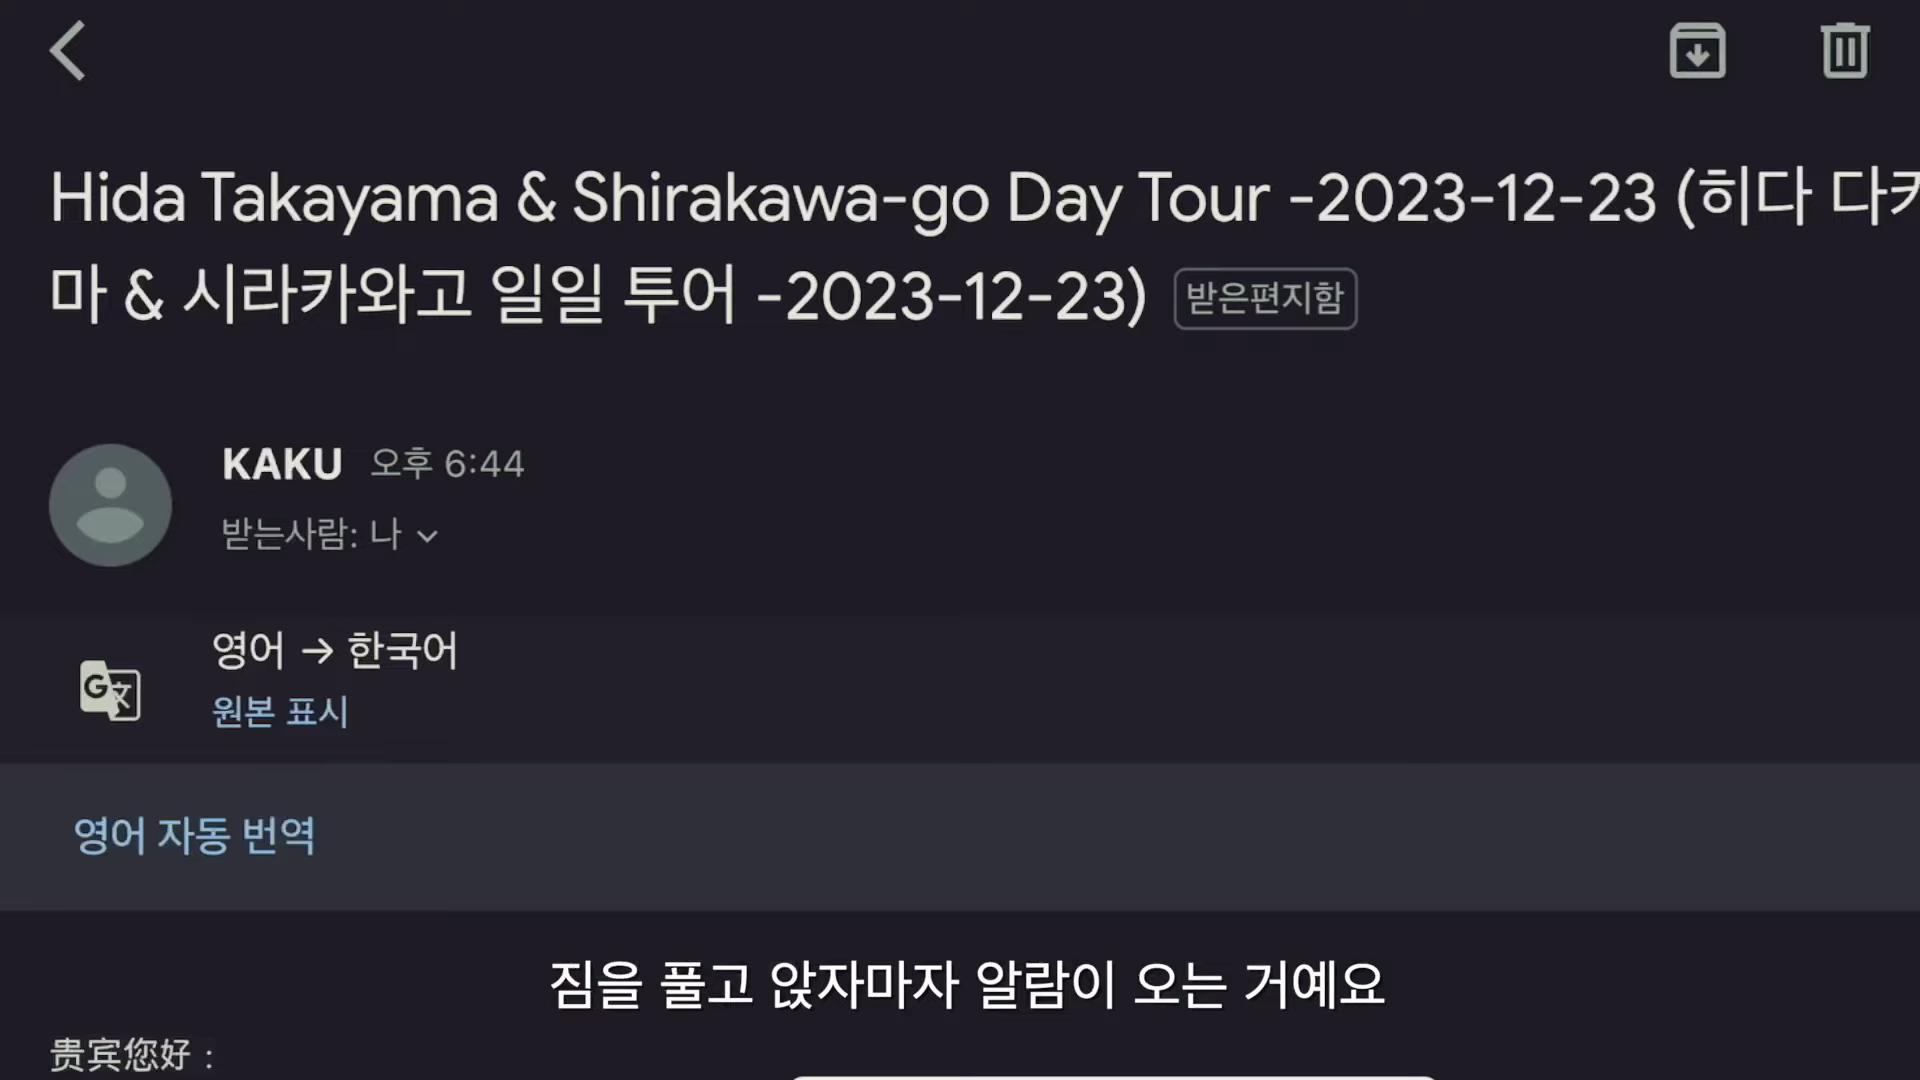 Hida Takayama & Shirakawa-go Day Tour -2023-12-23 (히다 다카
마 & 시라카와고 일일 투어 -2023-12-23) 받은편지함
KAKU 오후 6:44
받는사람: 나
영어 → 한국어
원본 표시
영어 자동 번역
짐을 풀고 앉자마자 알람이 오는 거예요
贵宾您好：